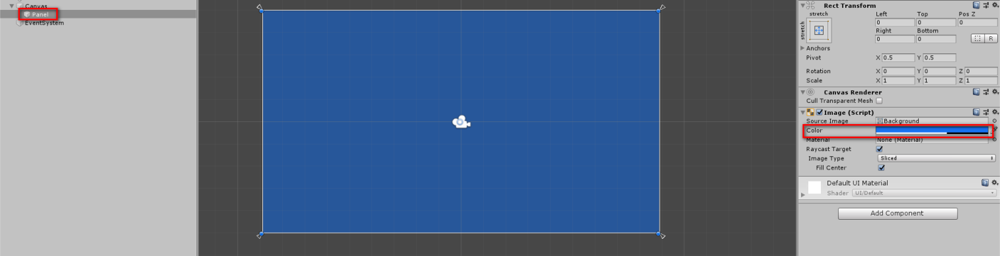 Canvas
Panel
EventSystem
Rect Transform
stretch
Left Top Pos Z
0 0 0
stretch
Right Bottom
0 0
R
Anchors
Pivot X 0.5 Y 0.5
Rotation X 0 Y 0 Z 0
Scale X 1 Y 1 Z 1
Canvas Renderer
Cull Transparent Mesh
Image (Script)
Source Image Background
Color
Material None (Material)
Raycast Target
Image Type Sliced
Fill Center
Default UI Material
Shader UI/Default
Add Component